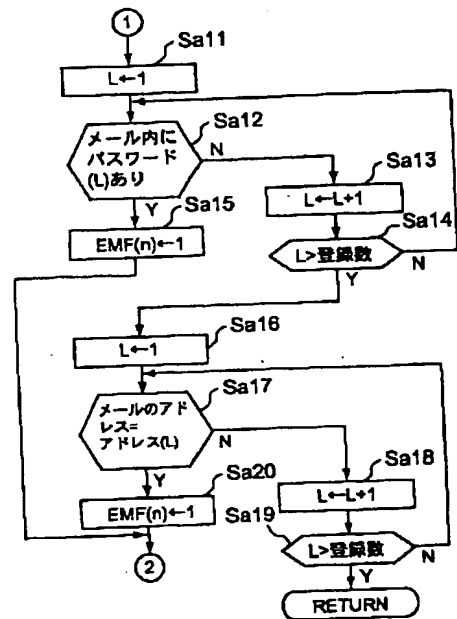 1
Sa11
L←1
Sa12
メール内に
パスワード
(L)あり
N
Y
Sa13
L←L+1
Sa14
L>登録数
N
Y
Sa15
EMF(n)←1
Sa16
L←1
Sa17
メールのアド
レス=
アドレス(L)
N
Y
Sa18
L←L+1
Sa19
L>登録数
N
Y
Sa20
EMF(n)←1
2
RETURN